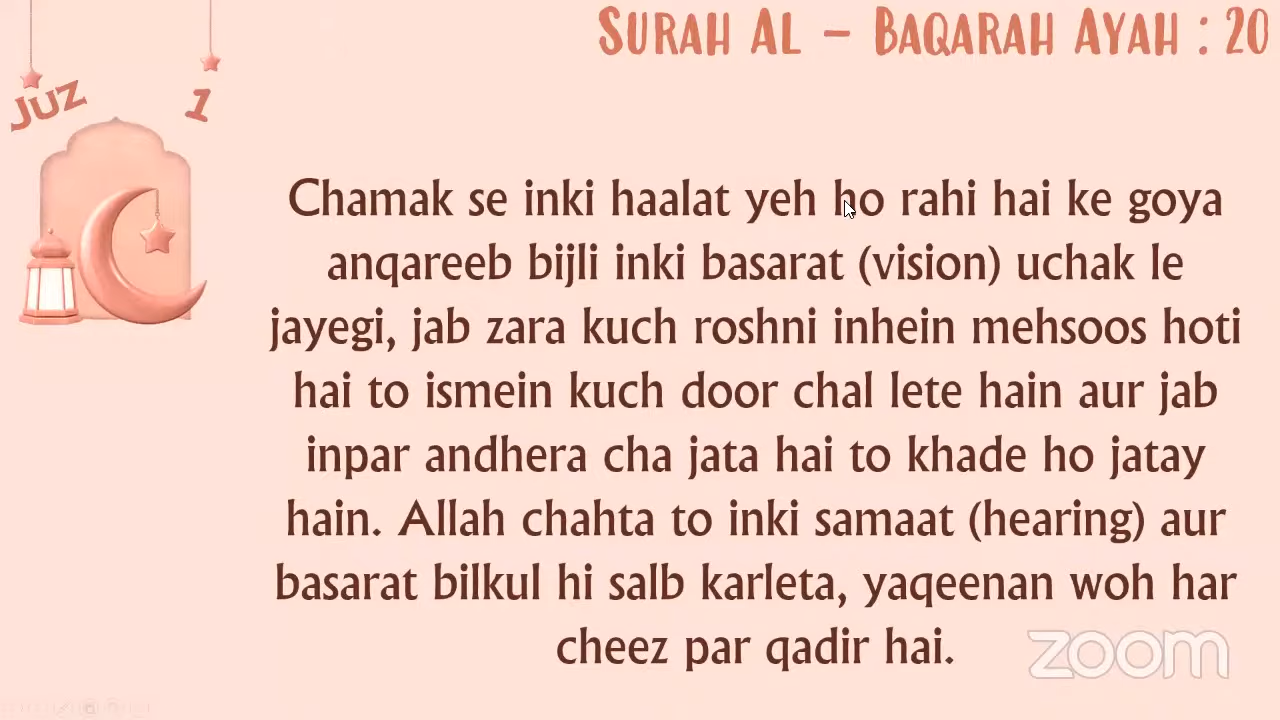 SURAH AL - BAQARAH AYAH : 20
JUZ 1
Chamak se inki haalat yeh ho rahi hai ke goya
anqareeb bijli inki basarat (vision) uchak le
jayegi, jab zara kuch roshni inhein mehsoos hoti
hai to ismein kuch door chal lete hain aur jab
inpar andhera cha jata hai to khade ho jatay
hain. Allah chahta to inki samaat (hearing) aur
basarat bilkul hi salb karleta, yaqeenan woh har
cheez par qadir hai.
zoom